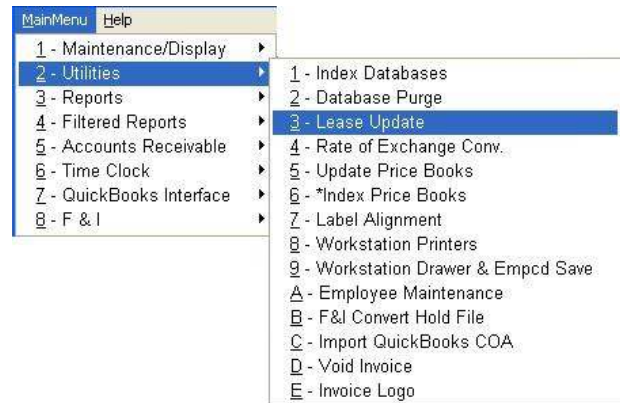 MainMenu Help
1 - Maintenance/Display
2 - Utilities
3 - Reports
4 - Filtered Reports
5 - Accounts Receivable
6 - Time Clock
7 - QuickBooks Interface
8 - F & I
1 - Index Databases
2 - Database Purge
3 - Lease Update
4 - Rate of Exchange Conv.
5 - Update Price Books
6 - *Index Price Books
7 - Label Alignment
8 - Workstation Printers
9 - Workstation Drawer & Empcd Save
A - Employee Maintenance
B - F&I Convert Hold File
C - Import QuickBooks COA
D - Void Invoice
E - Invoice Logo